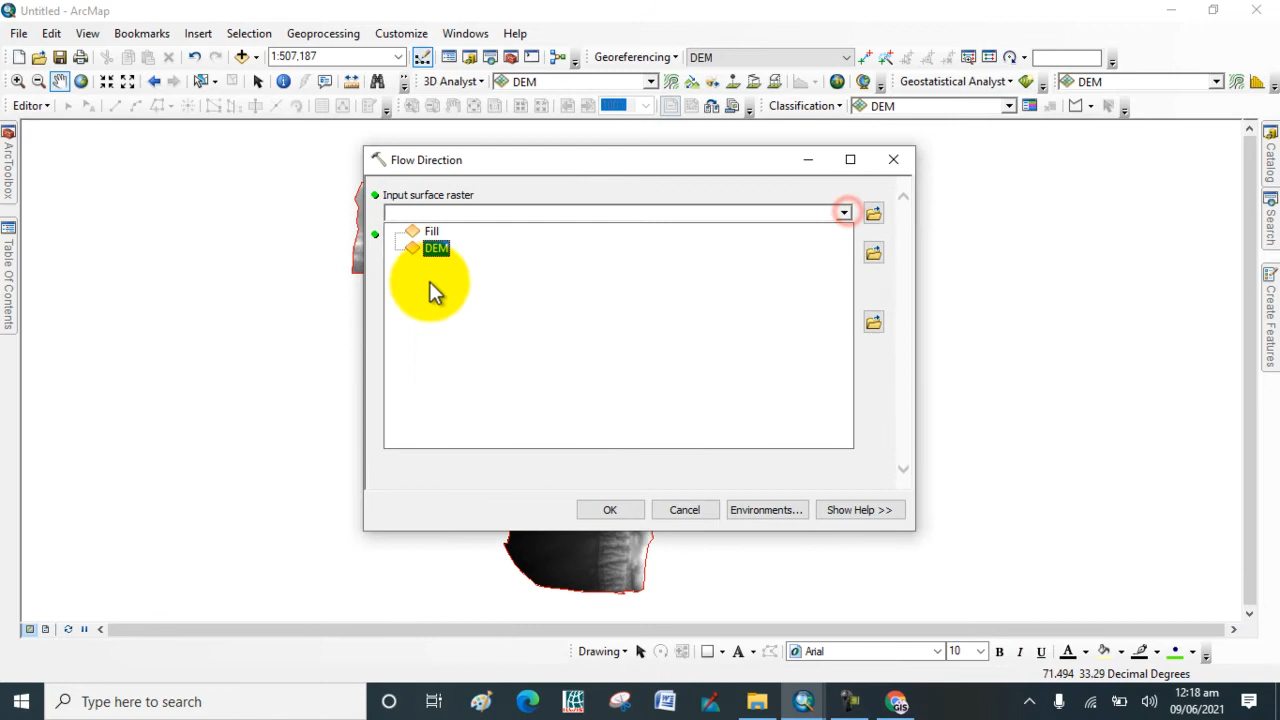 Untitled - ArcMap
File Edit View Bookmarks Insert Selection Geoprocessing Customize Windows Help
1:507,187 Georeferencing DEM
3D Analyst DEM Geostatistical Analyst DEM
Editor Classification DEM
ArcToolbox
Table Of Contents
Catalog
Search
Create Features
Flow Direction
Input surface raster
Fill
DEM
OK Cancel Environments... Show Help >>
Drawing A Arial 10 B I U A
71.494 33.29 Decimal Degrees
Type here to search
12:18 am
09/06/2021